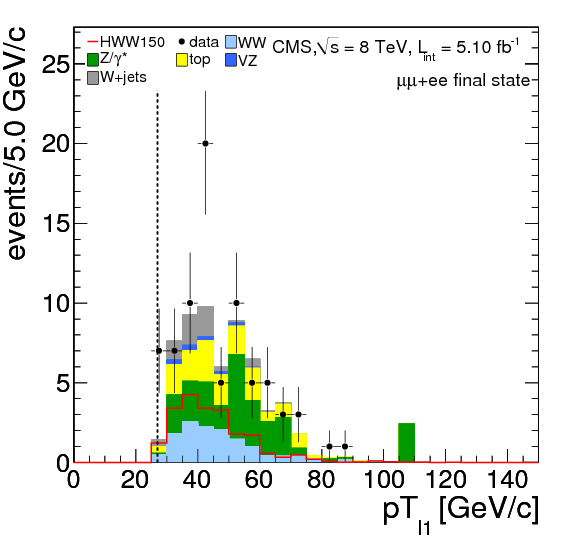 HWW150 data WW CMS,√s = 8 TeV, L_int = 5.10 fb⁻¹
Z/γ* top VZ
W+jets μμ+ee final state
events/5.0 GeV/c
25
20
15
10
5
0
0 20 40 60 80 100 120 140
pT_l1 [GeV/c]